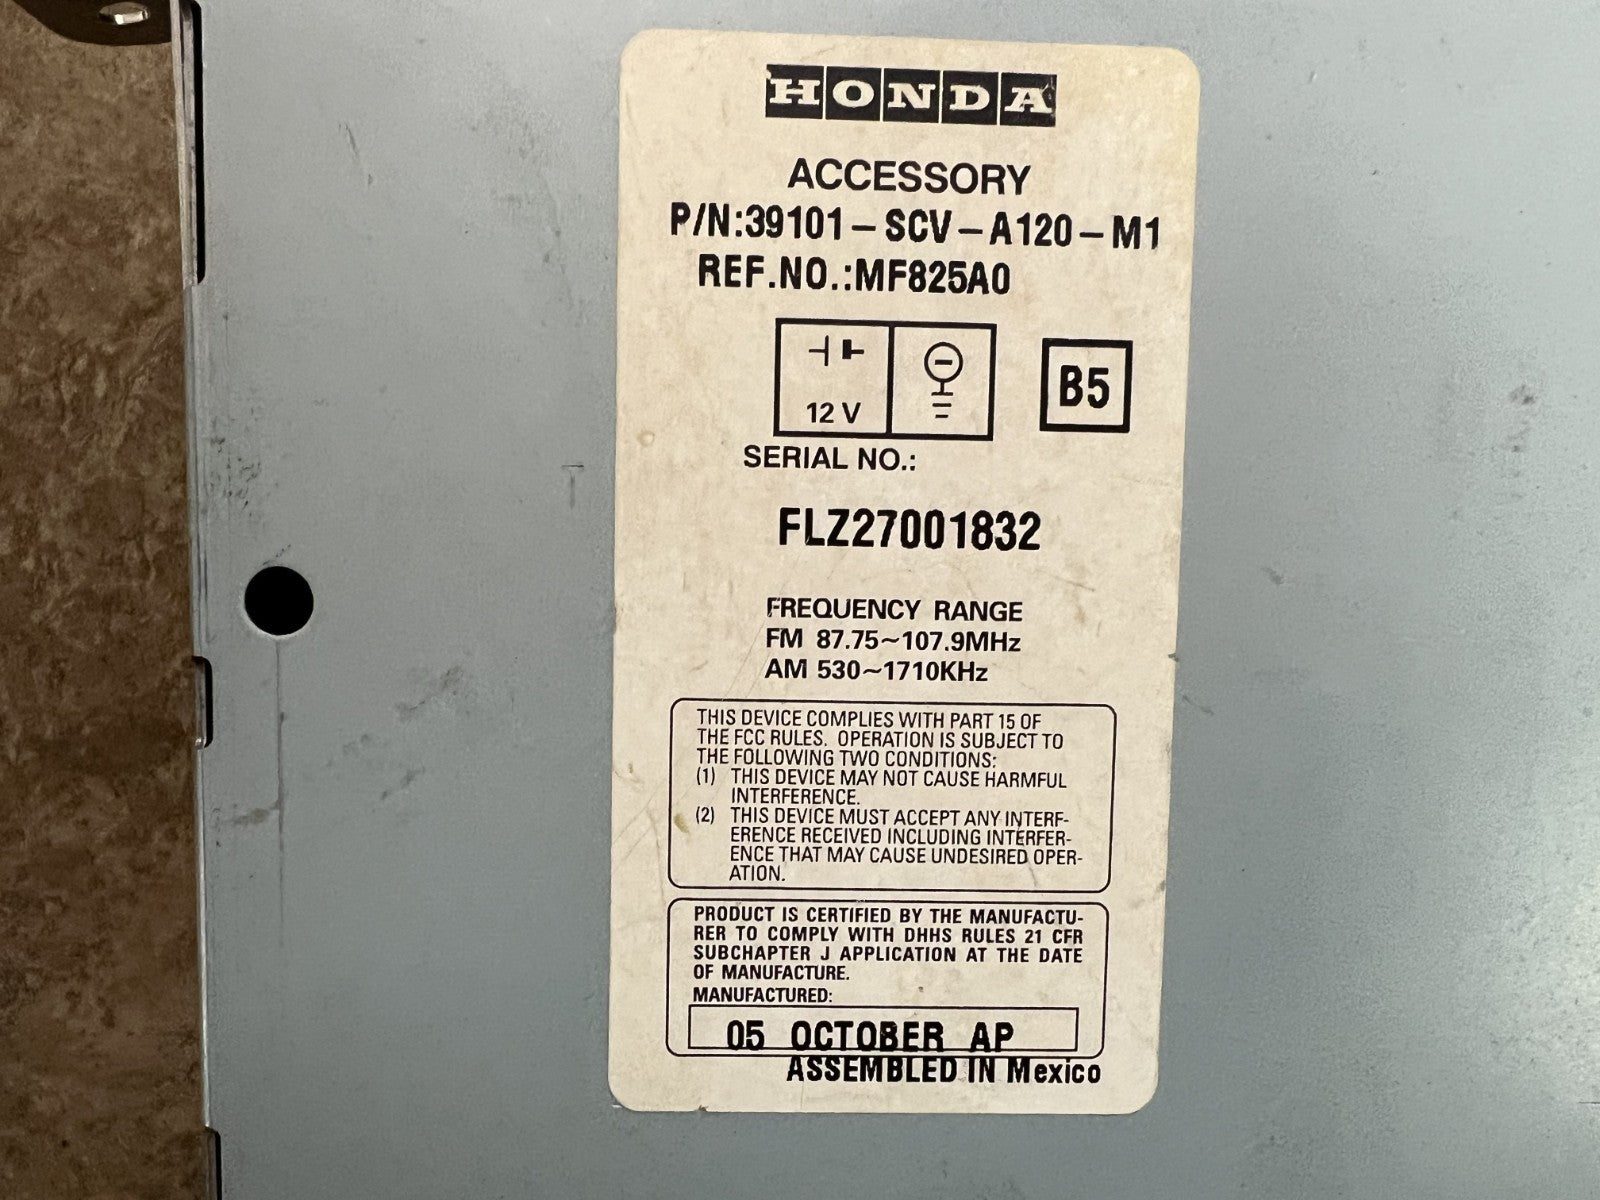 HONDA
ACCESSORY
P/N:39101-SCV-A120-M1
REF.NO.:MF825A0
12 V
B5
SERIAL NO.:
FLZ27001832
FREQUENCY RANGE
FM 87.75~107.9MHz
AM 530~1710KHz
THIS DEVICE COMPLIES WITH PART 15 OF
THE FCC RULES. OPERATION IS SUBJECT TO
THE FOLLOWING TWO CONDITIONS:
(1) THIS DEVICE MAY NOT CAUSE HARMFUL
INTERFERENCE.
(2) THIS DEVICE MUST ACCEPT ANY INTERF-
ERENCE RECEIVED INCLUDING INTERFER-
ENCE THAT MAY CAUSE UNDESIRED OPER-
ATION.
PRODUCT IS CERTIFIED BY THE MANUFACTU-
RER TO COMPLY WITH DHHS RULES 21 CFR
SUBCHAPTER J APPLICATION AT THE DATE
OF MANUFACTURE.
MANUFACTURED:
05 OCTOBER AP
ASSEMBLED IN Mexico